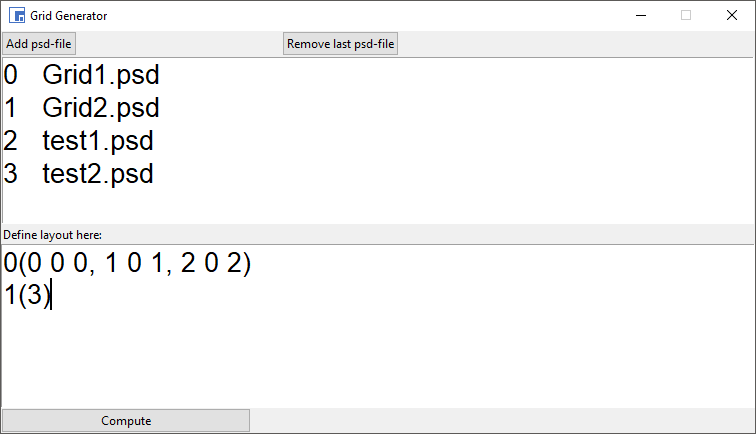 Grid Generator
Add psd-file Remove last psd-file
0 Grid1.psd
1 Grid2.psd
2 test1.psd
3 test2.psd
Define layout here:
0(0 0 0, 1 0 1, 2 0 2)
1(3)
Compute